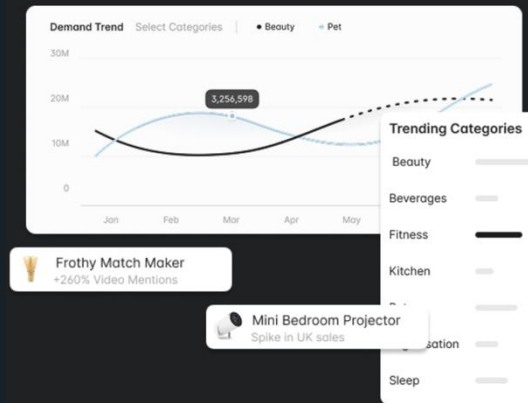 Demand Trend Select Categories Beauty Pet
30M
3,256,598
20M
10M
0
Jan Feb Mar Apr May
Trending Categories
Beauty
Beverages
Fitness
Kitchen
Sleep
Frothy Match Maker
+260% Video Mentions
Mini Bedroom Projector
Spike in UK sales